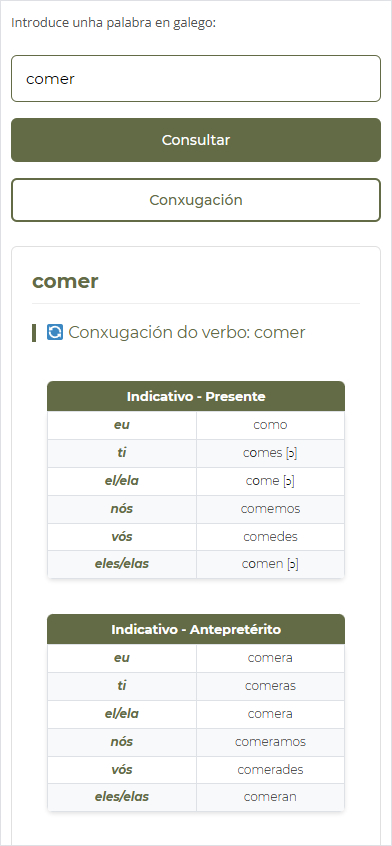 Introduce unha palabra en galego:
comer
Consultar
Conxugación
comer
Conxugación do verbo: comer
Indicativo - Presente
eu como
ti comes [ɔ]
el/ela come [ɔ]
nós comemos
vós comedes
eles/elas comen [ɔ]
Indicativo - Antepretérito
eu comera
ti comeras
el/ela comera
nós comeramos
vós comerades
eles/elas comeran